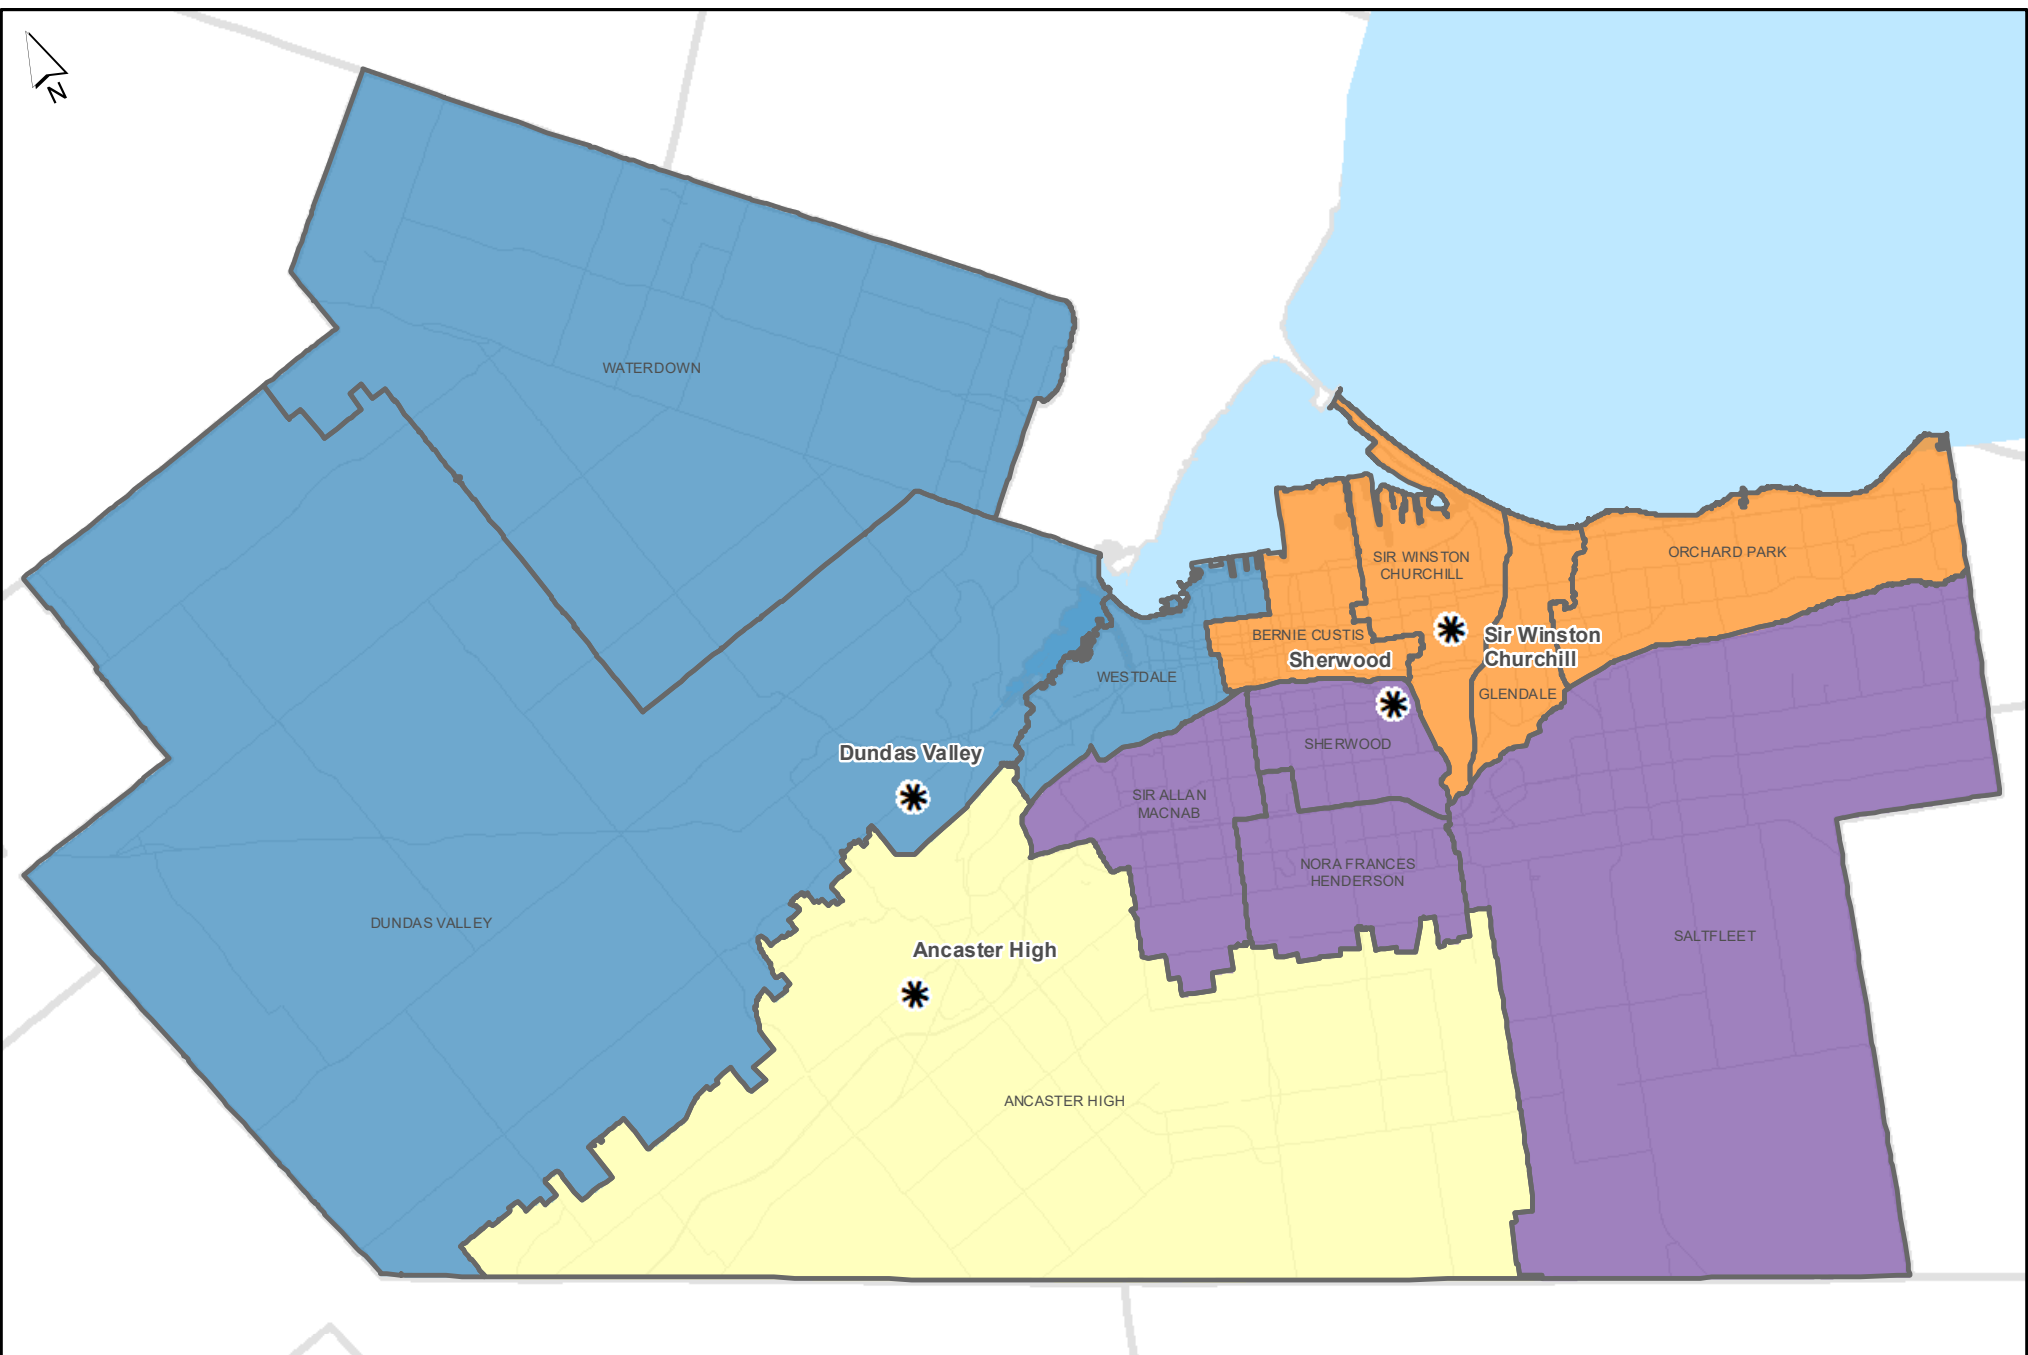 N
WATERDOWN
SIR WINSTON
CHURCHILL
ORCHARD PARK
BERNIE CUSTIS
Sir Winston
Churchill
Sherwood
WESTDALE
GLENDALE
Dundas Valley
SHERWOOD
SIR ALLAN
MACNAB
NORA FRANCES
HENDERSON
DUNDAS VALLEY
Ancaster High
SALTFLEET
ANCASTER HIGH